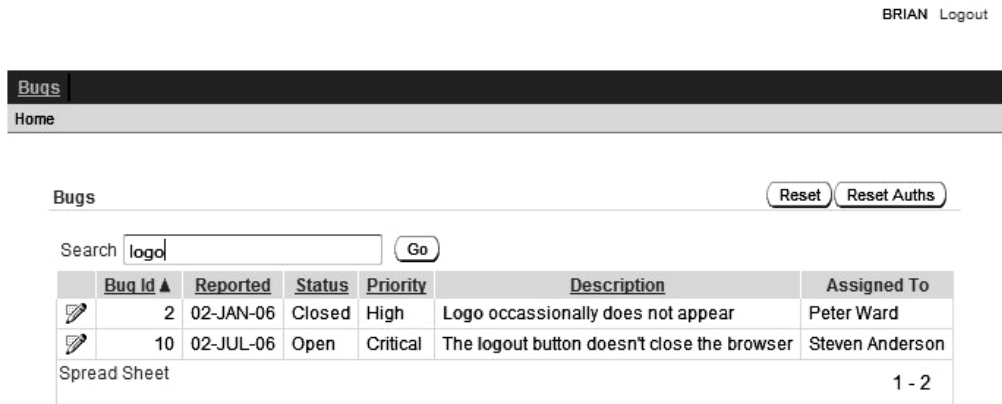 BRIAN Logout
Bugs
Home
Bugs Reset Reset Auths
Search logo Go
Bug Id ▲ Reported Status Priority Description Assigned To
2 02-JAN-06 Closed High Logo occassionally does not appear Peter Ward
10 02-JUL-06 Open Critical The logout button doesn't close the browser Steven Anderson
Spread Sheet
1 - 2